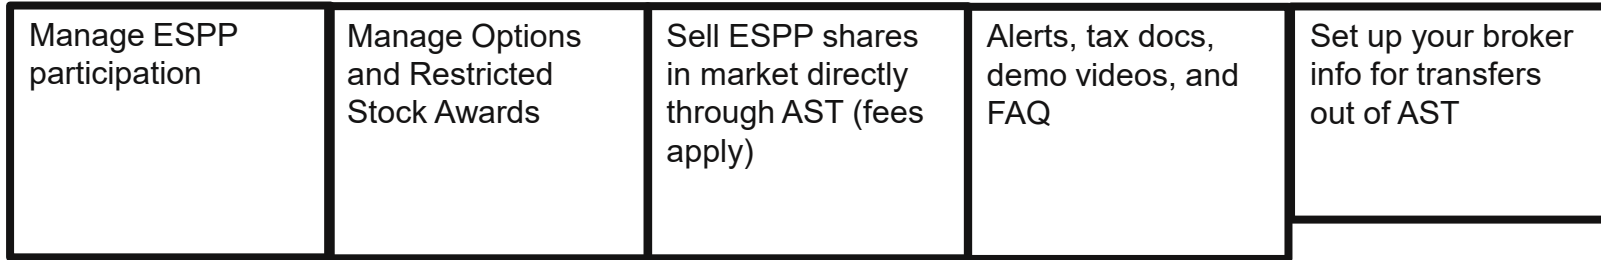 Manage ESPP
participation
Manage Options
and Restricted
Stock Awards
Sell ESPP shares
in market directly
through AST (fees
apply)
Alerts, tax docs,
demo videos, and
FAQ
Set up your broker
info for transfers
out of AST